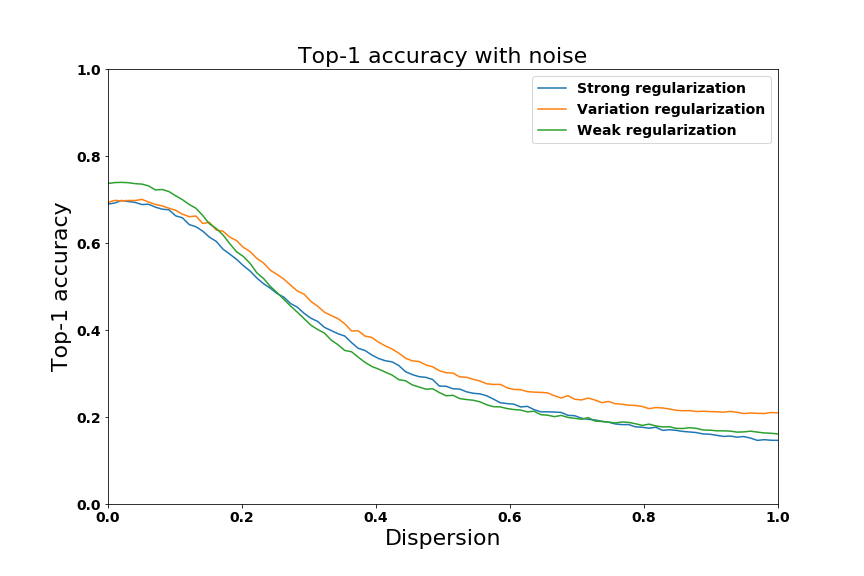 Top-1 accuracy with noise
Strong regularization
Variation regularization
Weak regularization
Top-1 accuracy
1.0
0.8
0.6
0.4
0.2
0.0
0.0 0.2 0.4 0.6 0.8 1.0
Dispersion